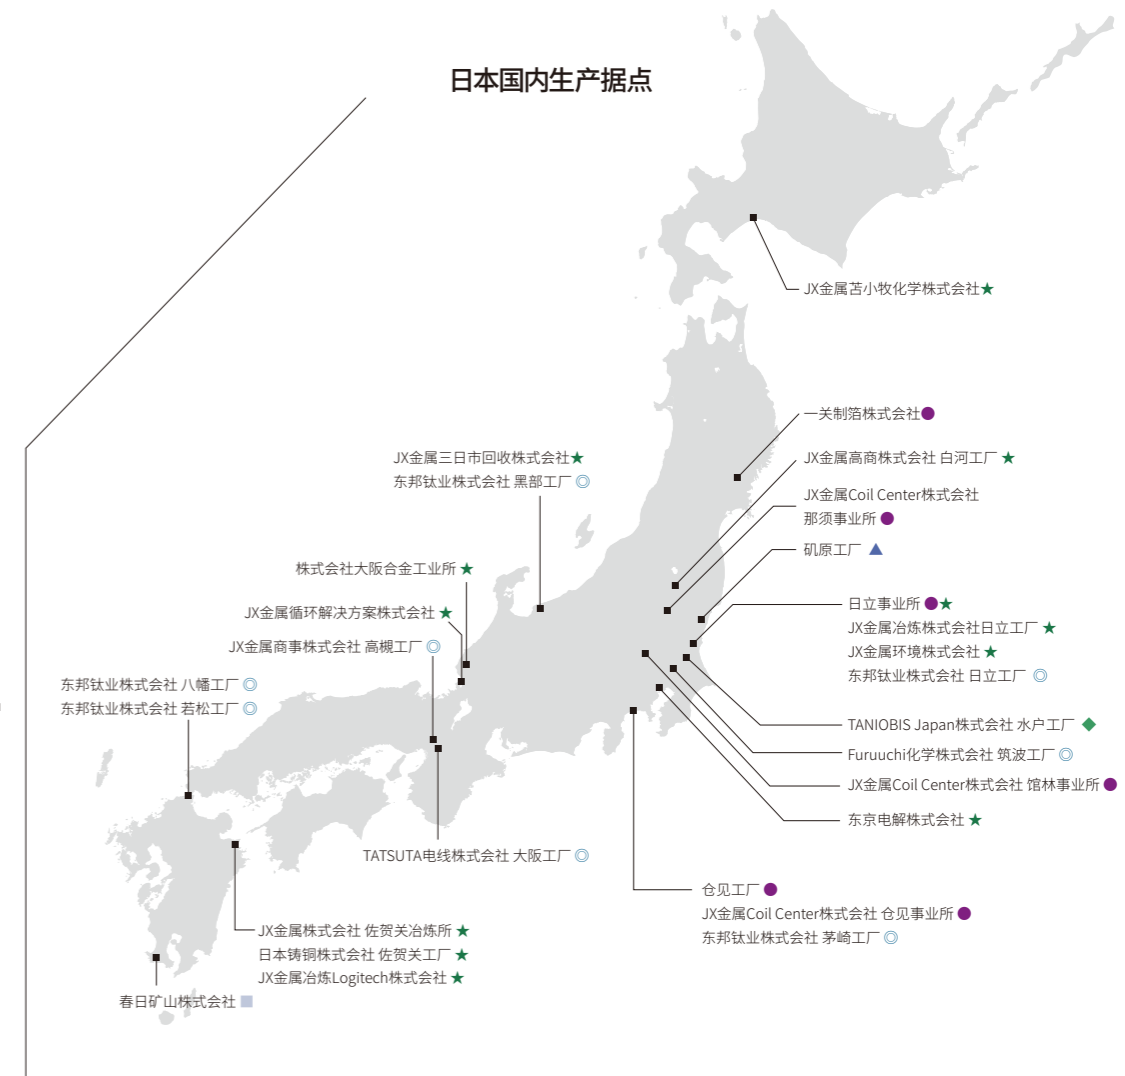 日本国内生产据点
JX金属苫小牧化学株式会社★
一关制箔株式会社●
JX金属高商株式会社 白河工厂★
JX金属Coil Center株式会社
那须事业所●
矶原工厂▲
日立事业所●★
JX金属冶炼株式会社日立工厂★
JX金属环境株式会社★
东邦钛业株式会社 日立工厂◎
TANIOBIS Japan株式会社 水户工厂◆
Furuuchi化学株式会社 筑波工厂◎
JX金属Coil Center株式会社 馆林事业所●
东京电解株式会社★
仓见工厂●
JX金属Coil Center株式会社 仓见事业所●
东邦钛业株式会社 茅崎工厂◎
JX金属三日市回收株式会社★
东邦钛业株式会社 黑部工厂◎
株式会社大阪合金工业所★
JX金属循环解决方案株式会社★
JX金属商事株式会社 高槻工厂◎
东邦钛业株式会社 八幡工厂◎
东邦钛业株式会社 若松工厂◎
TATSUTA电线株式会社 大阪工厂◎
JX金属株式会社 佐贺关冶炼所★
日本铸铜株式会社 佐贺关工厂★
JX金属冶炼Logitech株式会社★
春日矿山株式会社■